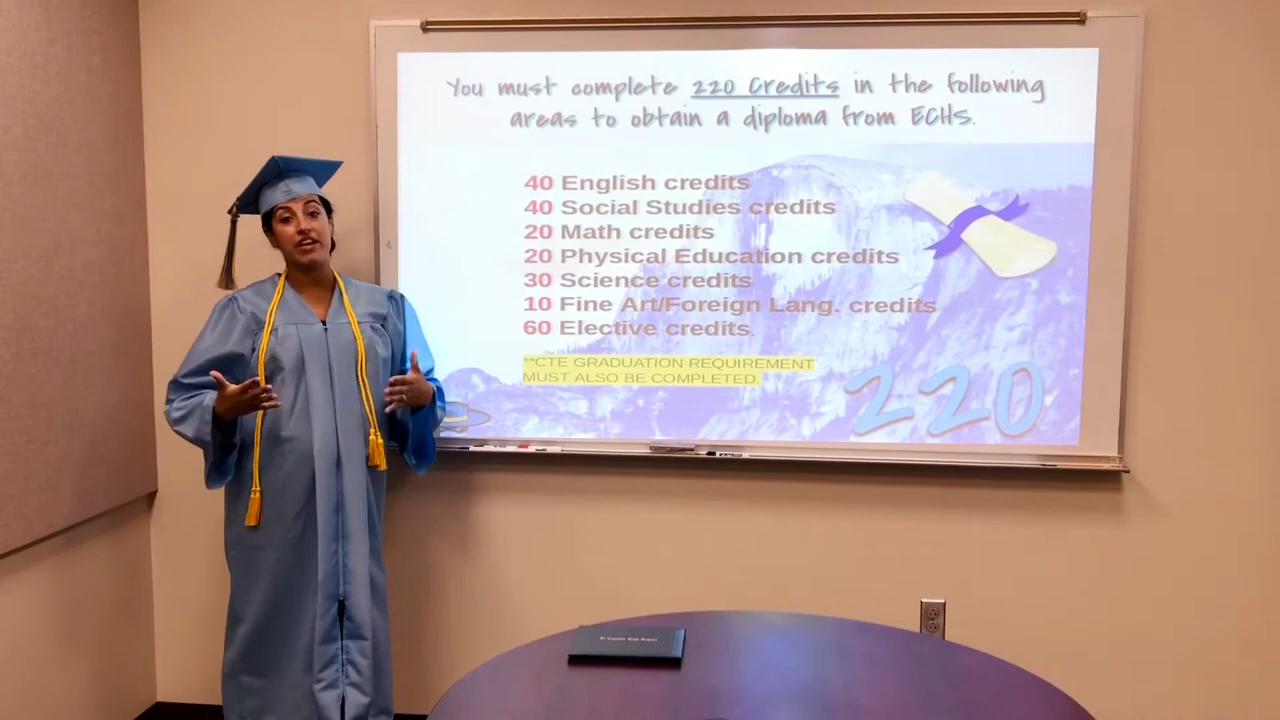 You must complete 220 Credits in the following
areas to obtain a diploma from ECHS.
40 English credits
40 Social Studies credits
20 Math credits
20 Physical Education credits
30 Science credits
10 Fine Art/Foreign Lang. credits
60 Elective credits
**CTE GRADUATION REQUIREMENT
MUST ALSO BE COMPLETED.
220
High School